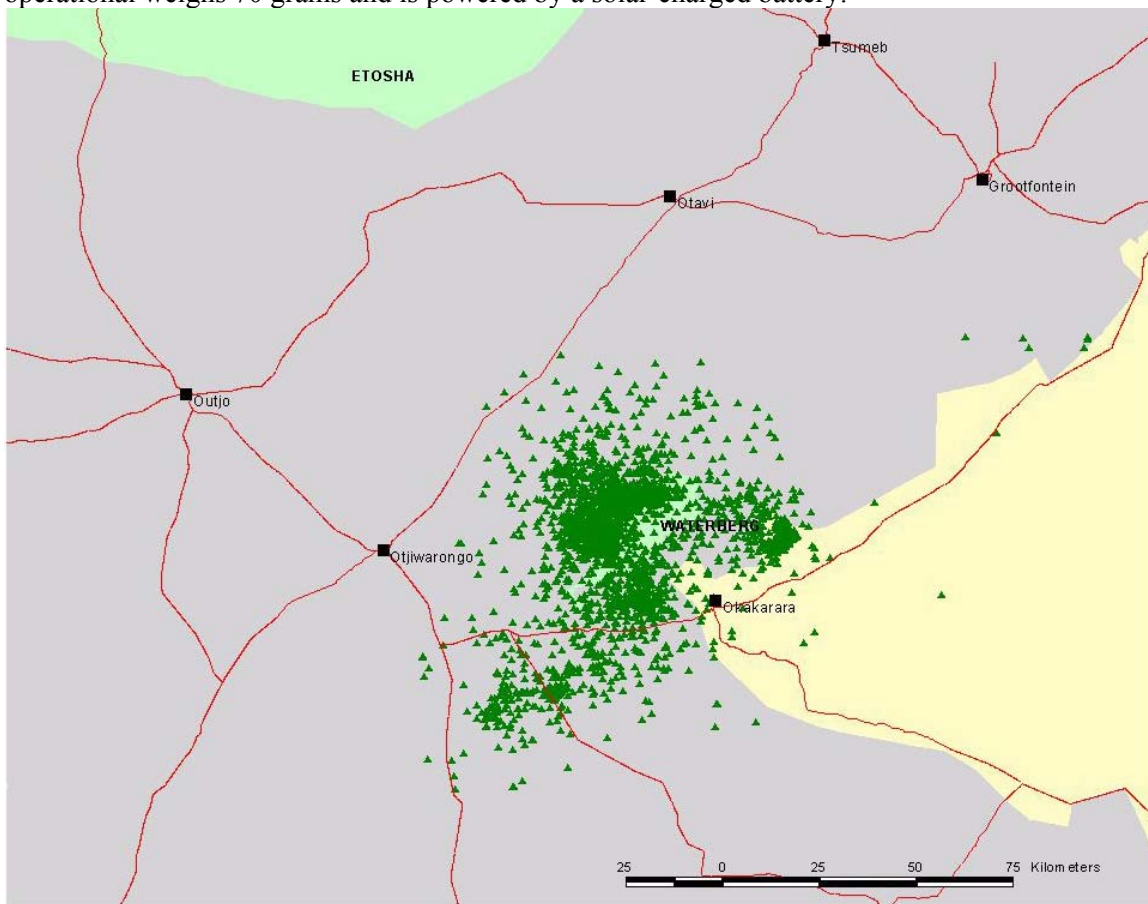 operational weighs 70 grams and is powered by a solar-charged battery.
Tsumeb
ETOSHA
Grootfontein
Otavi
Outjo
WATERBERG
Otjiwarongo
Okakarara
25 0 25 50 75 Kilometers